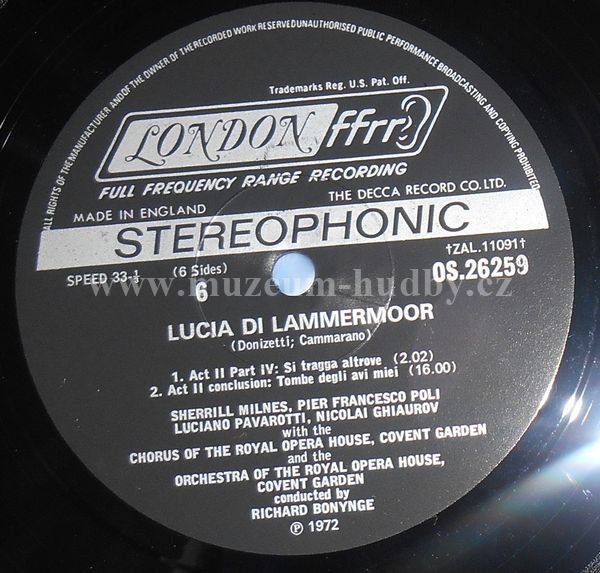 ALL RIGHTS OF THE MANUFACTURER AND OF THE OWNER OF THE RECORDED WORK RESERVED UNAUTHORISED PUBLIC PERFORMANCE BROADCASTING AND COPYING PROHIBITED
Trademarks Reg. U.S. Pat. Off.
LONDON ffrr
FULL FREQUENCY RANGE RECORDING
MADE IN ENGLAND THE DECCA RECORD CO. LTD.
STEREOPHONIC
SPEED 33-⅓ (6 Sides) †ZAL.11091†
6 OS.26259
www.muzeum-hudby.cz
LUCIA DI LAMMERMOOR
(Donizetti; Cammarano)
1. Act II Part IV: Si tragga altrove (2.02)
2. Act II conclusion: Tombe degli avi miei (16.00)
SHERRILL MILNES, PIER FRANCESCO POLI
LUCIANO PAVAROTTI, NICOLAI GHIAUROV
with the
CHORUS OF THE ROYAL OPERA HOUSE, COVENT GARDEN
and the
ORCHESTRA OF THE ROYAL OPERA HOUSE,
COVENT GARDEN
conducted by
RICHARD BONYNGE
Ⓟ 1972